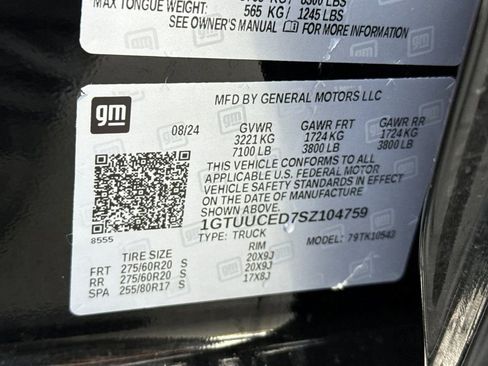 MAX TONGUE WEIGHT: 565 KG / 1245 LBS
SEE OWNER'S MANUAL FOR MORE INFORMATION
gm
MFD BY GENERAL MOTORS LLC
08/24 GVWR GAWR FRT GAWR RR
3221 KG 1724 KG 1724 KG
7100 LB 3800 LB 3800 LB
THIS VEHICLE CONFORMS TO ALL
APPLICABLE U.S. FEDERAL MOTOR
VEHICLE SAFETY STANDARDS IN
EFFECT ON THE DATE OF
MANUFACTURE SHOWN ABOVE.
1GTUUCED7SZ104759
TYPE: TRUCK MODEL: 79TK10543
8555
TIRE SIZE RIM
FRT 275/60R20 S 20X9J
RR 275/60R20 S 20X9J
SPA 255/80R17 S 17X8J